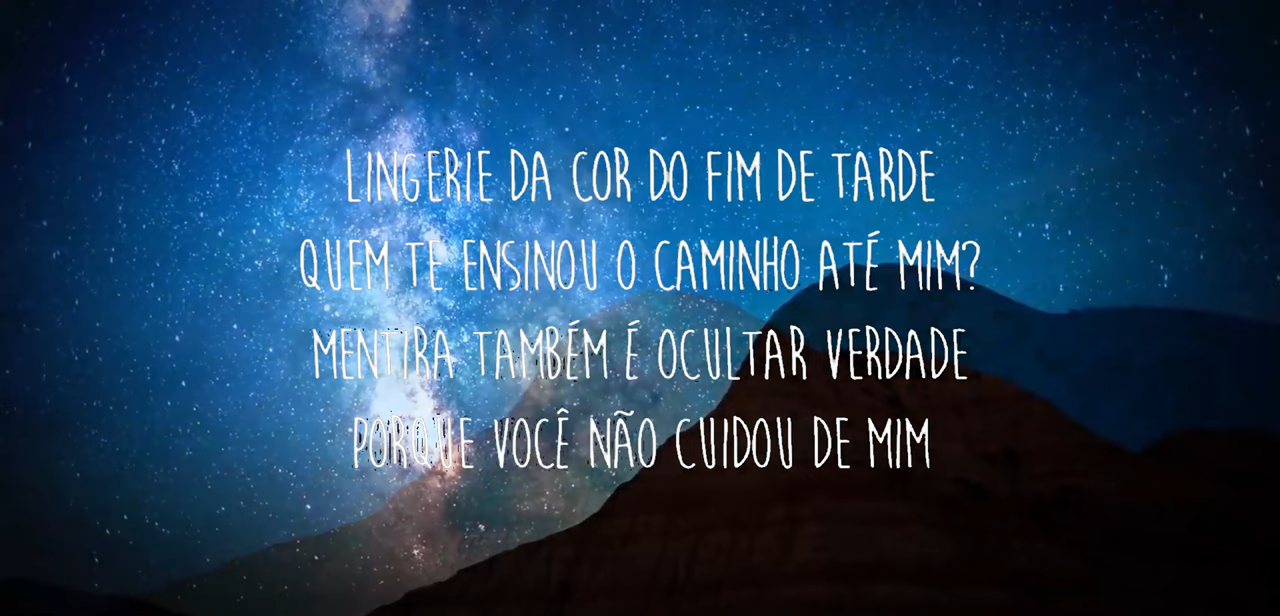 LINGERIE DA COR DO FIM DE TARDE
QUEM TE ENSINOU O CAMINHO ATÉ MIM?
MENTIRA TAMBÉM É OCULTAR VERDADE
PORQUE VOCÊ NÃO CUIDOU DE MIM